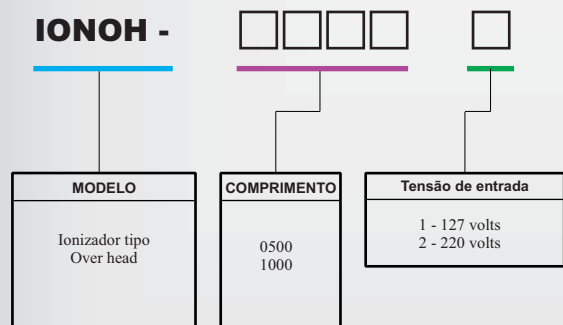 IONOH -
MODELO
Ionizador tipo
Over head
COMPRIMENTO
0500
1000
Tensão de entrada
1 - 127 volts
2 - 220 volts